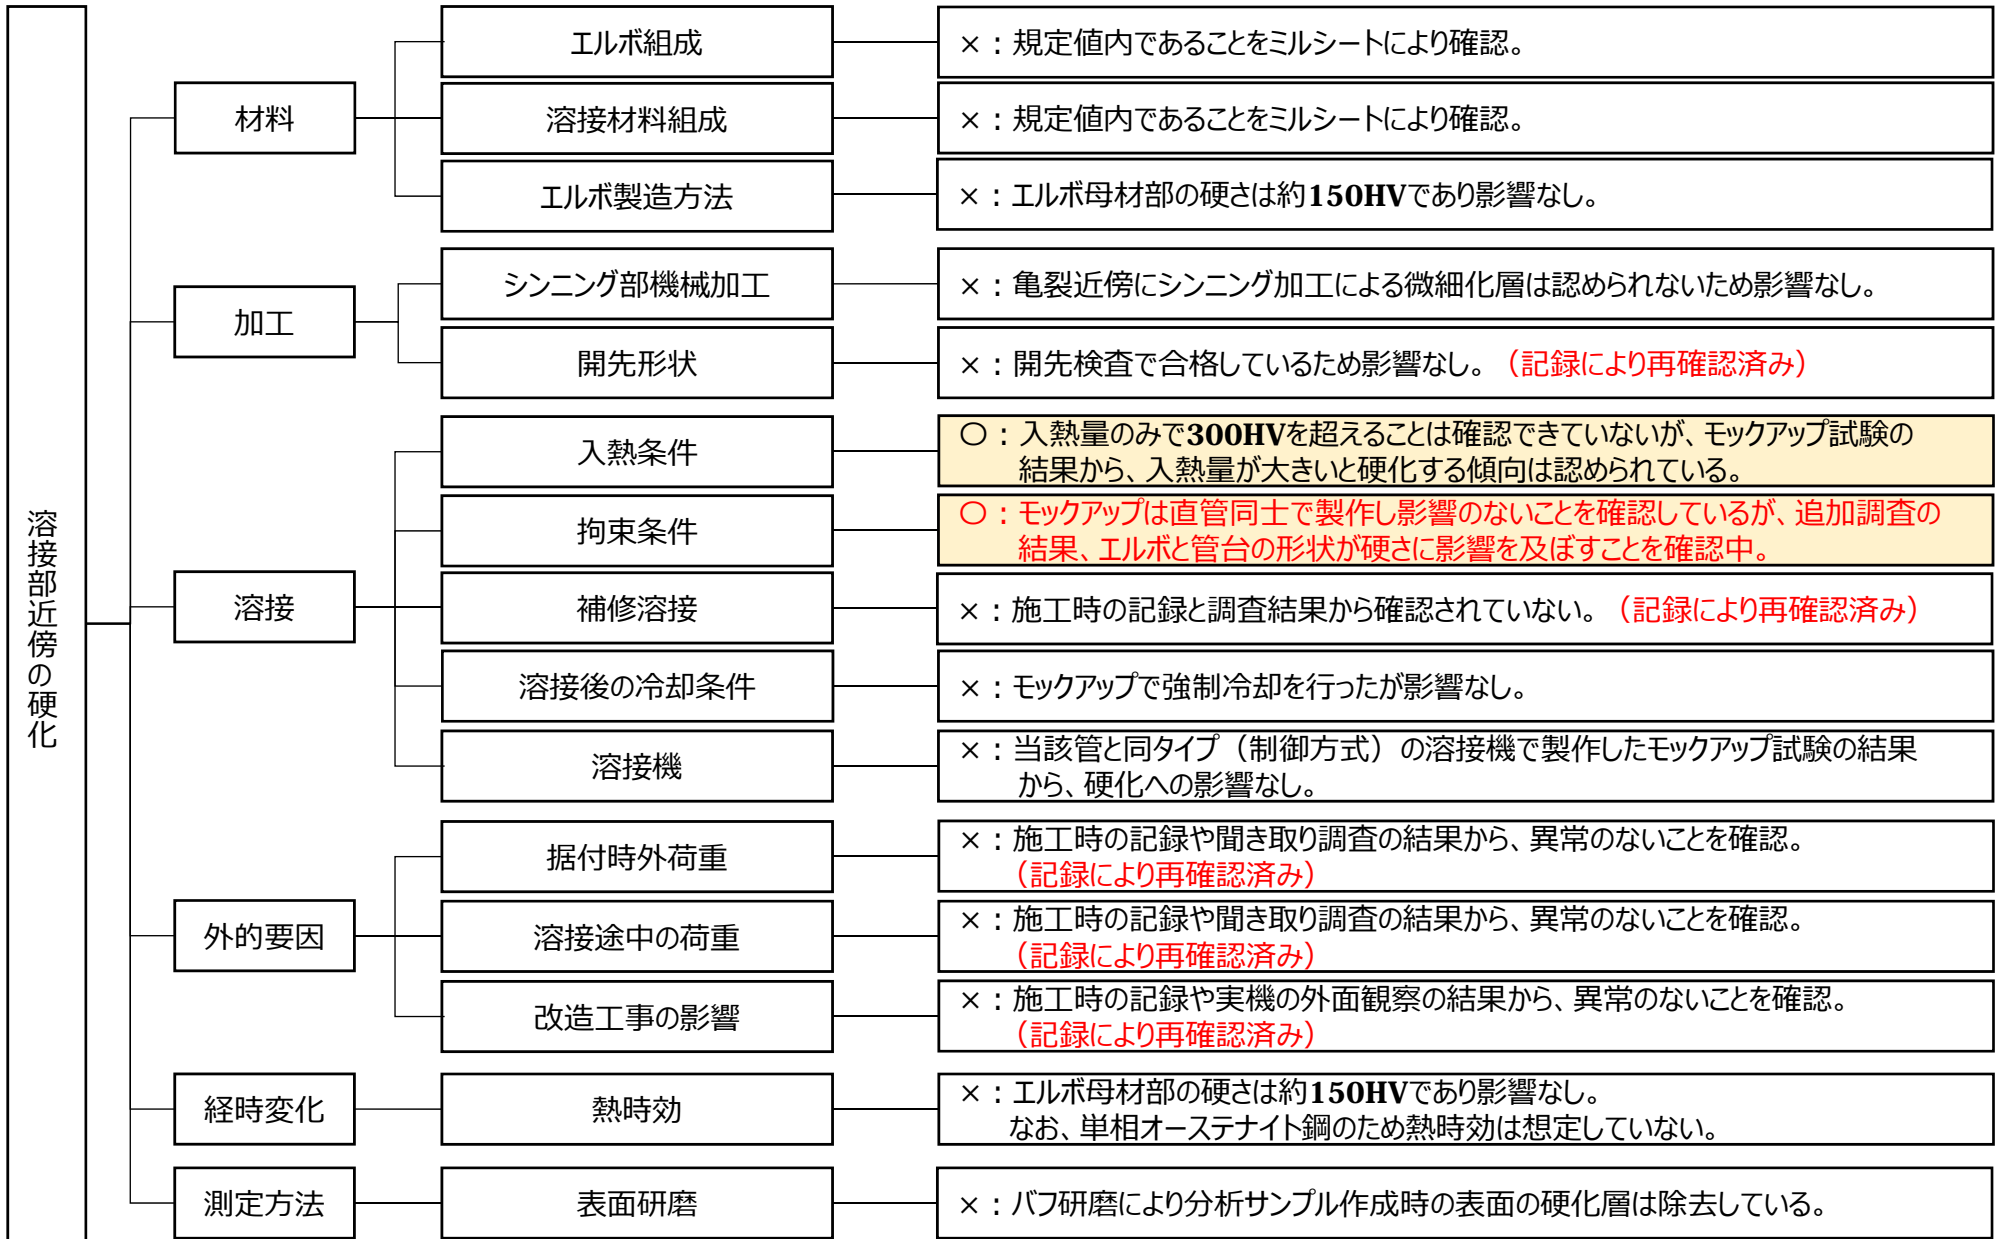 溶接部近傍の硬化
材料
エルボ組成
×：規定値内であることをミルシートにより確認。
溶接材料組成
×：規定値内であることをミルシートにより確認。
エルボ製造方法
×：エルボ母材部の硬さは約150HVであり影響なし。
加工
シンニング部機械加工
×：亀裂近傍にシンニング加工による微細化層は認められないため影響なし。
開先形状
×：開先検査で合格しているため影響なし。（記録により再確認済み）
溶接
入熱条件
〇：入熱量のみで300HVを超えることは確認できていないが、モックアップ試験の
結果から、入熱量が大きいと硬化する傾向は認められている。
拘束条件
〇：モックアップは直管同士で製作し影響のないことを確認しているが、追加調査の
結果、エルボと管台の形状が硬さに影響を及ぼすことを確認中。
補修溶接
×：施工時の記録と調査結果から確認されていない。（記録により再確認済み）
溶接後の冷却条件
×：モックアップで強制冷却を行ったが影響なし。
溶接機
×：当該管と同タイプ（制御方式）の溶接機で製作したモックアップ試験の結果
から、硬化への影響なし。
外的要因
据付時外荷重
×：施工時の記録や聞き取り調査の結果から、異常のないことを確認。
（記録により再確認済み）
溶接途中の荷重
×：施工時の記録や聞き取り調査の結果から、異常のないことを確認。
（記録により再確認済み）
改造工事の影響
×：施工時の記録や実機の外面観察の結果から、異常のないことを確認。
（記録により再確認済み）
経時変化
熱時効
×：エルボ母材部の硬さは約150HVであり影響なし。
なお、単相オーステナイト鋼のため熱時効は想定していない。
測定方法
表面研磨
×：バフ研磨により分析サンプル作成時の表面の硬化層は除去している。